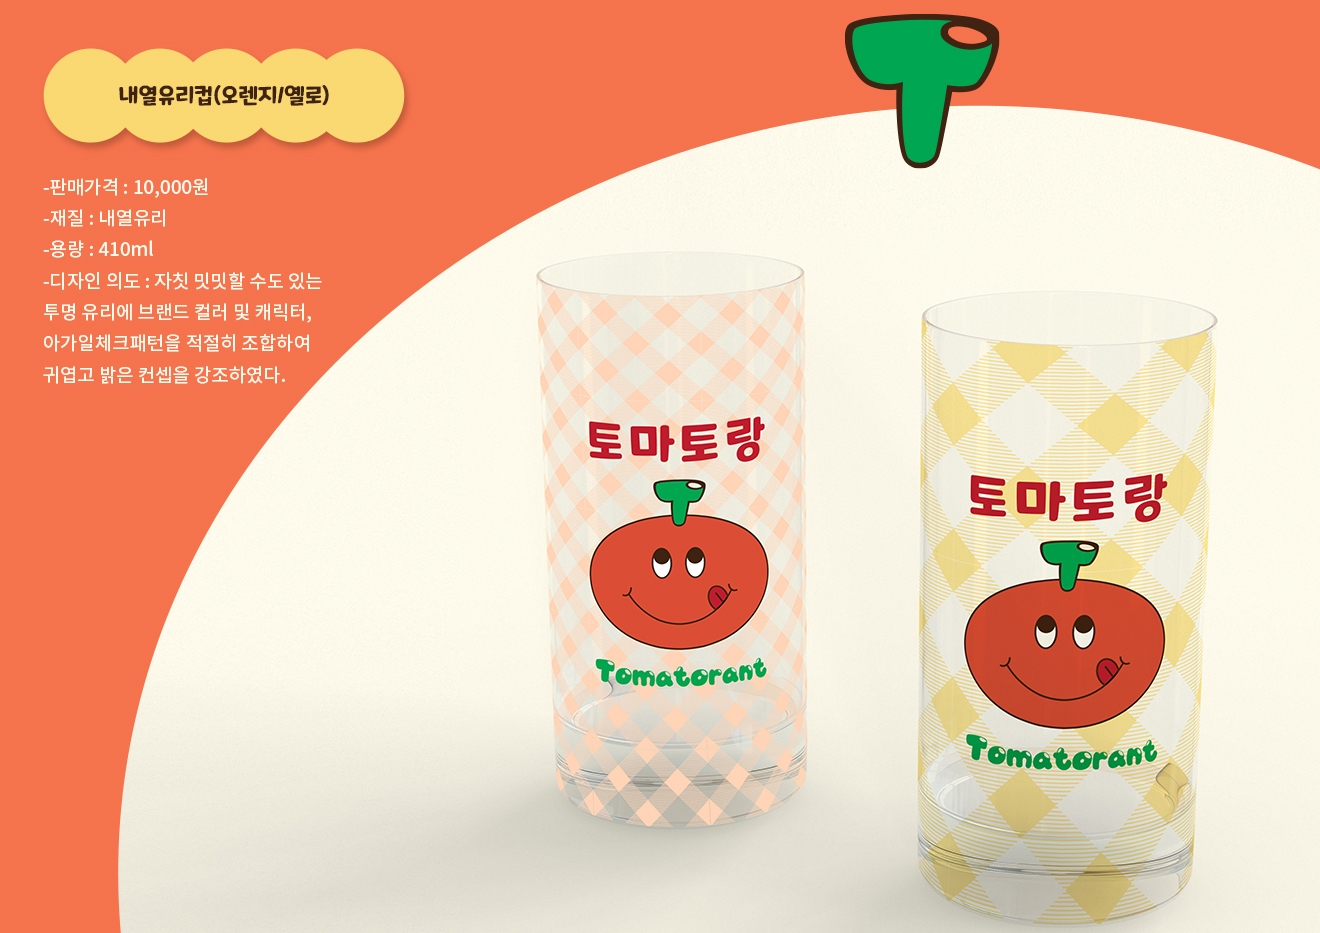 내열유리컵(오렌지/옐로)
-판매가격 : 10,000원
-재질 : 내열유리
-용량 : 410ml
-디자인 의도 : 자칫 밋밋할 수도 있는
투명 유리에 브랜드 컬러 및 캐릭터,
아가일체크패턴을 적절히 조합하여
귀엽고 밝은 컨셉을 강조하였다.
토마토랑
Tomatorant
토마토랑
Tomatorant